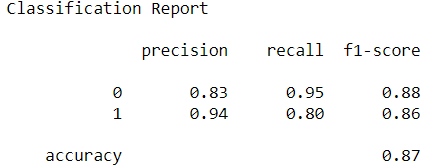 Classification Report
precision recall f1-score
0 0.83 0.95 0.88
1 0.94 0.80 0.86
accuracy 0.87